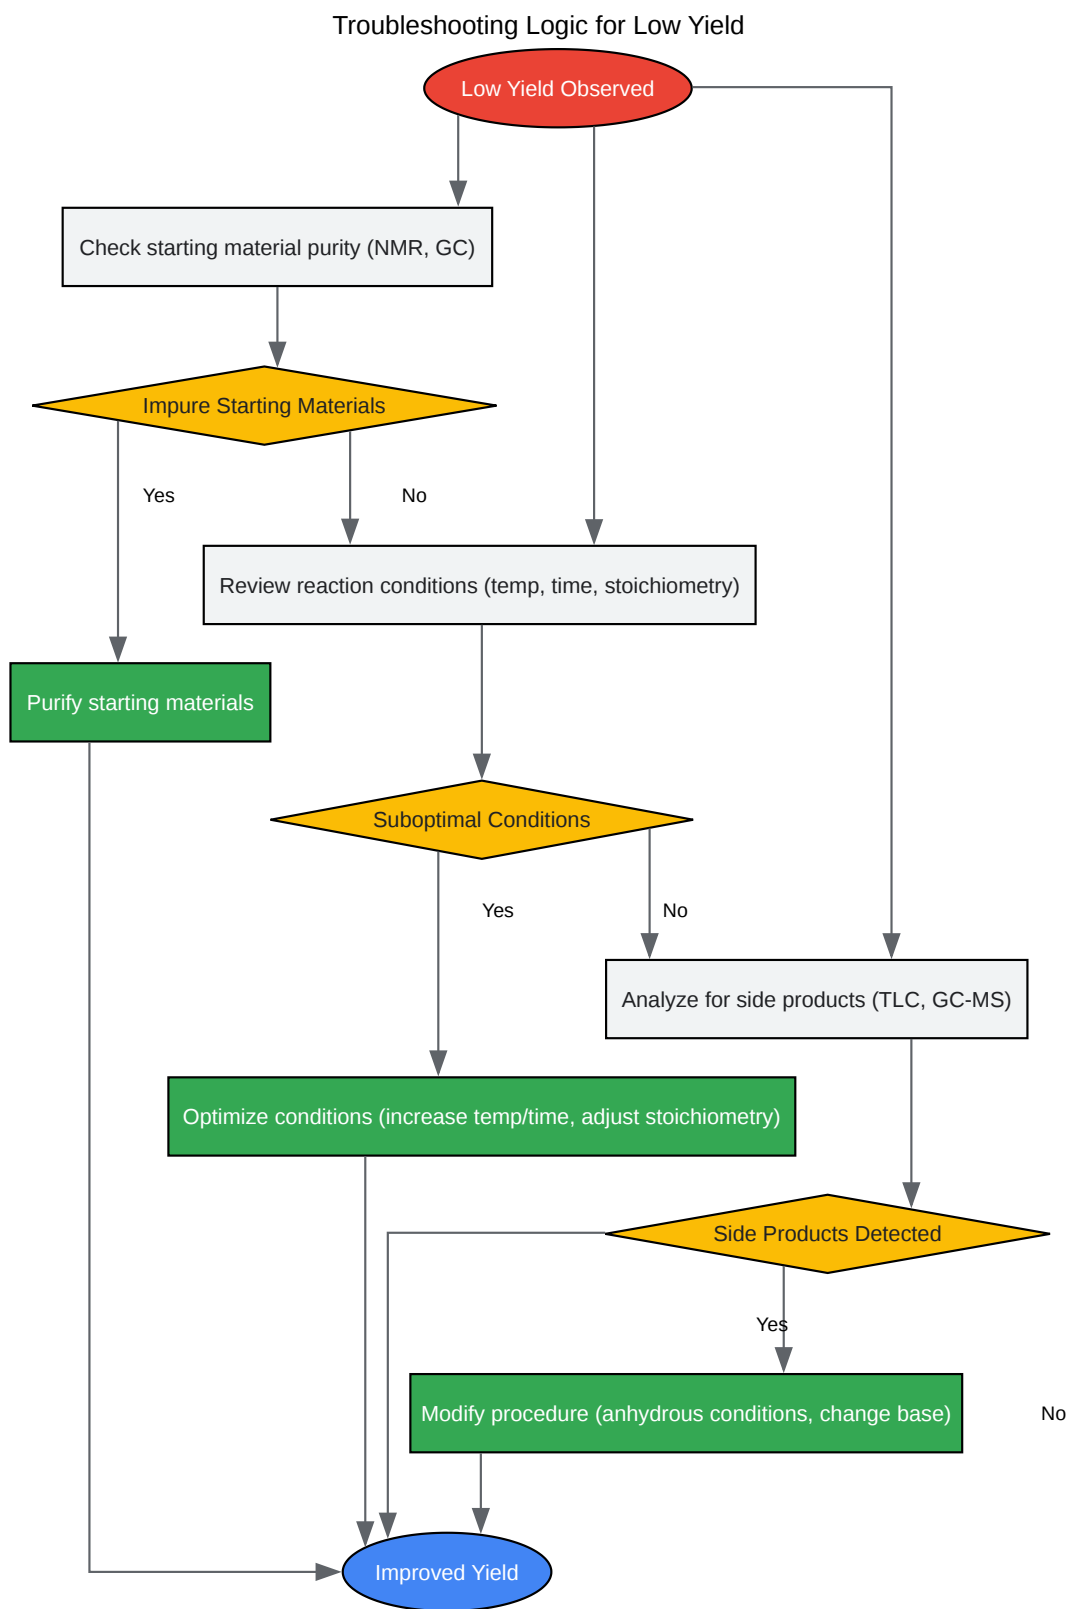 Troubleshooting Logic for Low Yield
Low Yield Observed
Check starting material purity (NMR, GC)
Impure Starting Materials
Yes
No
Review reaction conditions (temp, time, stoichiometry)
Purify starting materials
Suboptimal Conditions
Yes
No
Analyze for side products (TLC, GC-MS)
Optimize conditions (increase temp/time, adjust stoichiometry)
Side Products Detected
Yes
Modify procedure (anhydrous conditions, change base)
No
Improved Yield